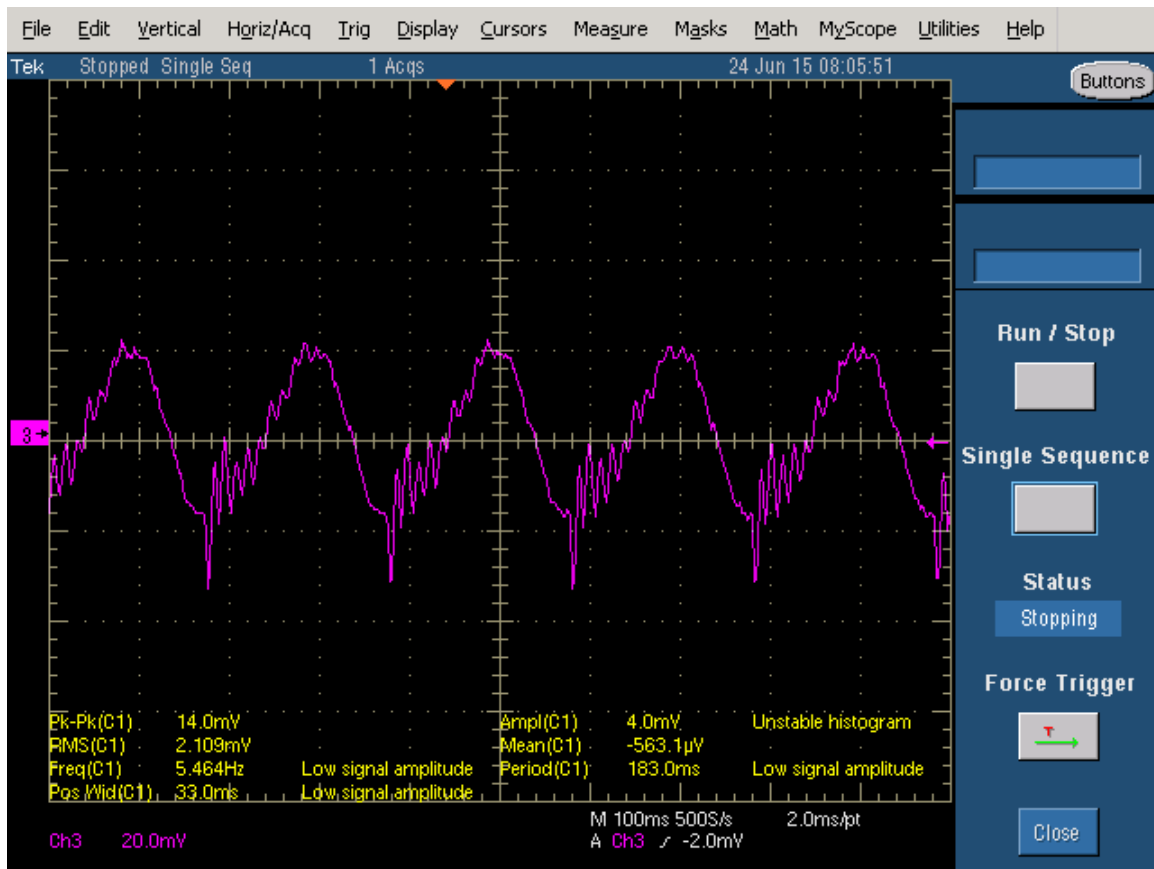 File Edit Vertical Horiz/Acq Trig Display Cursors Measure Masks Math MyScope Utilities Help
Tek Stopped Single Seq 1 Acqs 24 Jun 15 08:05:51
Buttons
Run / Stop
3
Single Sequence
Status
Stopping
Force Trigger
T
Pk-Pk(C1) 14.0mV Ampl(C1) 4.0mV Unstable histogram
RMS(C1) 2.109mV Mean(C1) -563.1µV
Freq(C1) 5.464Hz Low signal amplitude Period(C1) 183.0ms Low signal amplitude
Pos Wid(C1) 33.0ms Low signal amplitude
M 100ms 500S/s 2.0ms/pt
Ch3 20.0mV A Ch3 -2.0mV
Close